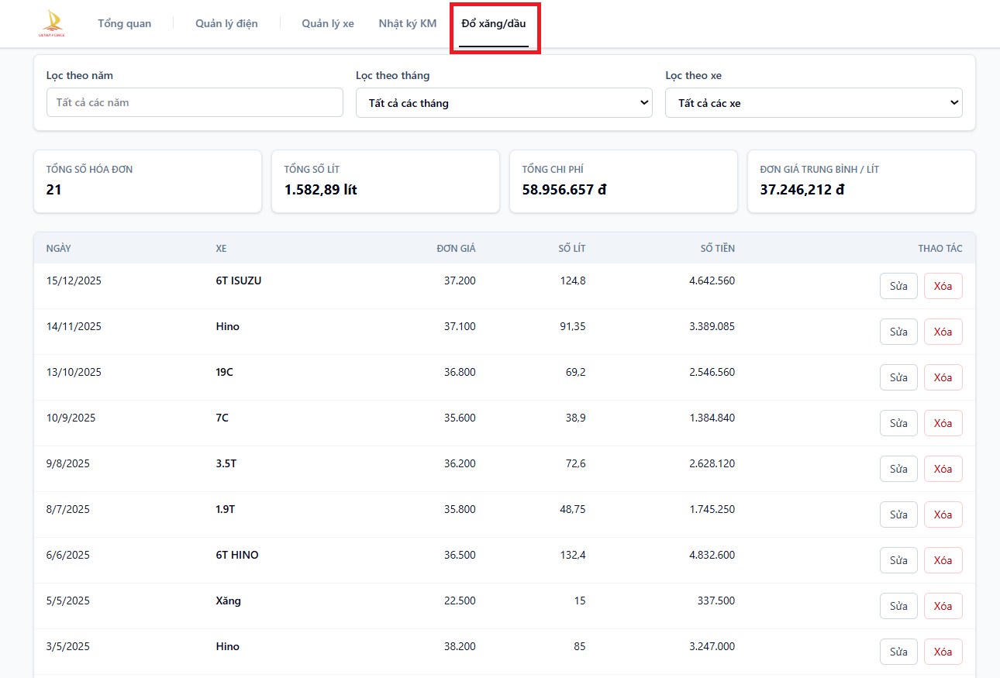 ULTRA FORCE
Tổng quan Quản lý điện Quản lý xe Nhật ký KM Đổ xăng/dầu
Lọc theo năm Lọc theo tháng Lọc theo xe
Tất cả các năm Tất cả các tháng Tất cả các xe
TỔNG SỐ HÓA ĐƠN TỔNG SỐ LÍT TỔNG CHI PHÍ ĐƠN GIÁ TRUNG BÌNH / LÍT
21 1.582,89 lít 58.956.657 đ 37.246,212 đ
NGÀY XE ĐƠN GIÁ SỐ LÍT SỐ TIỀN THAO TÁC
15/12/2025 6T ISUZU 37.200 124,8 4.642.560 Sửa Xóa
14/11/2025 Hino 37.100 91,35 3.389.085 Sửa Xóa
13/10/2025 19C 36.800 69,2 2.546.560 Sửa Xóa
10/9/2025 7C 35.600 38,9 1.384.840 Sửa Xóa
9/8/2025 3.5T 36.200 72,6 2.628.120 Sửa Xóa
8/7/2025 1.9T 35.800 48,75 1.745.250 Sửa Xóa
6/6/2025 6T HINO 36.500 132,4 4.832.600 Sửa Xóa
5/5/2025 Xăng 22.500 15 337.500 Sửa Xóa
3/5/2025 Hino 38.200 85 3.247.000 Sửa Xóa